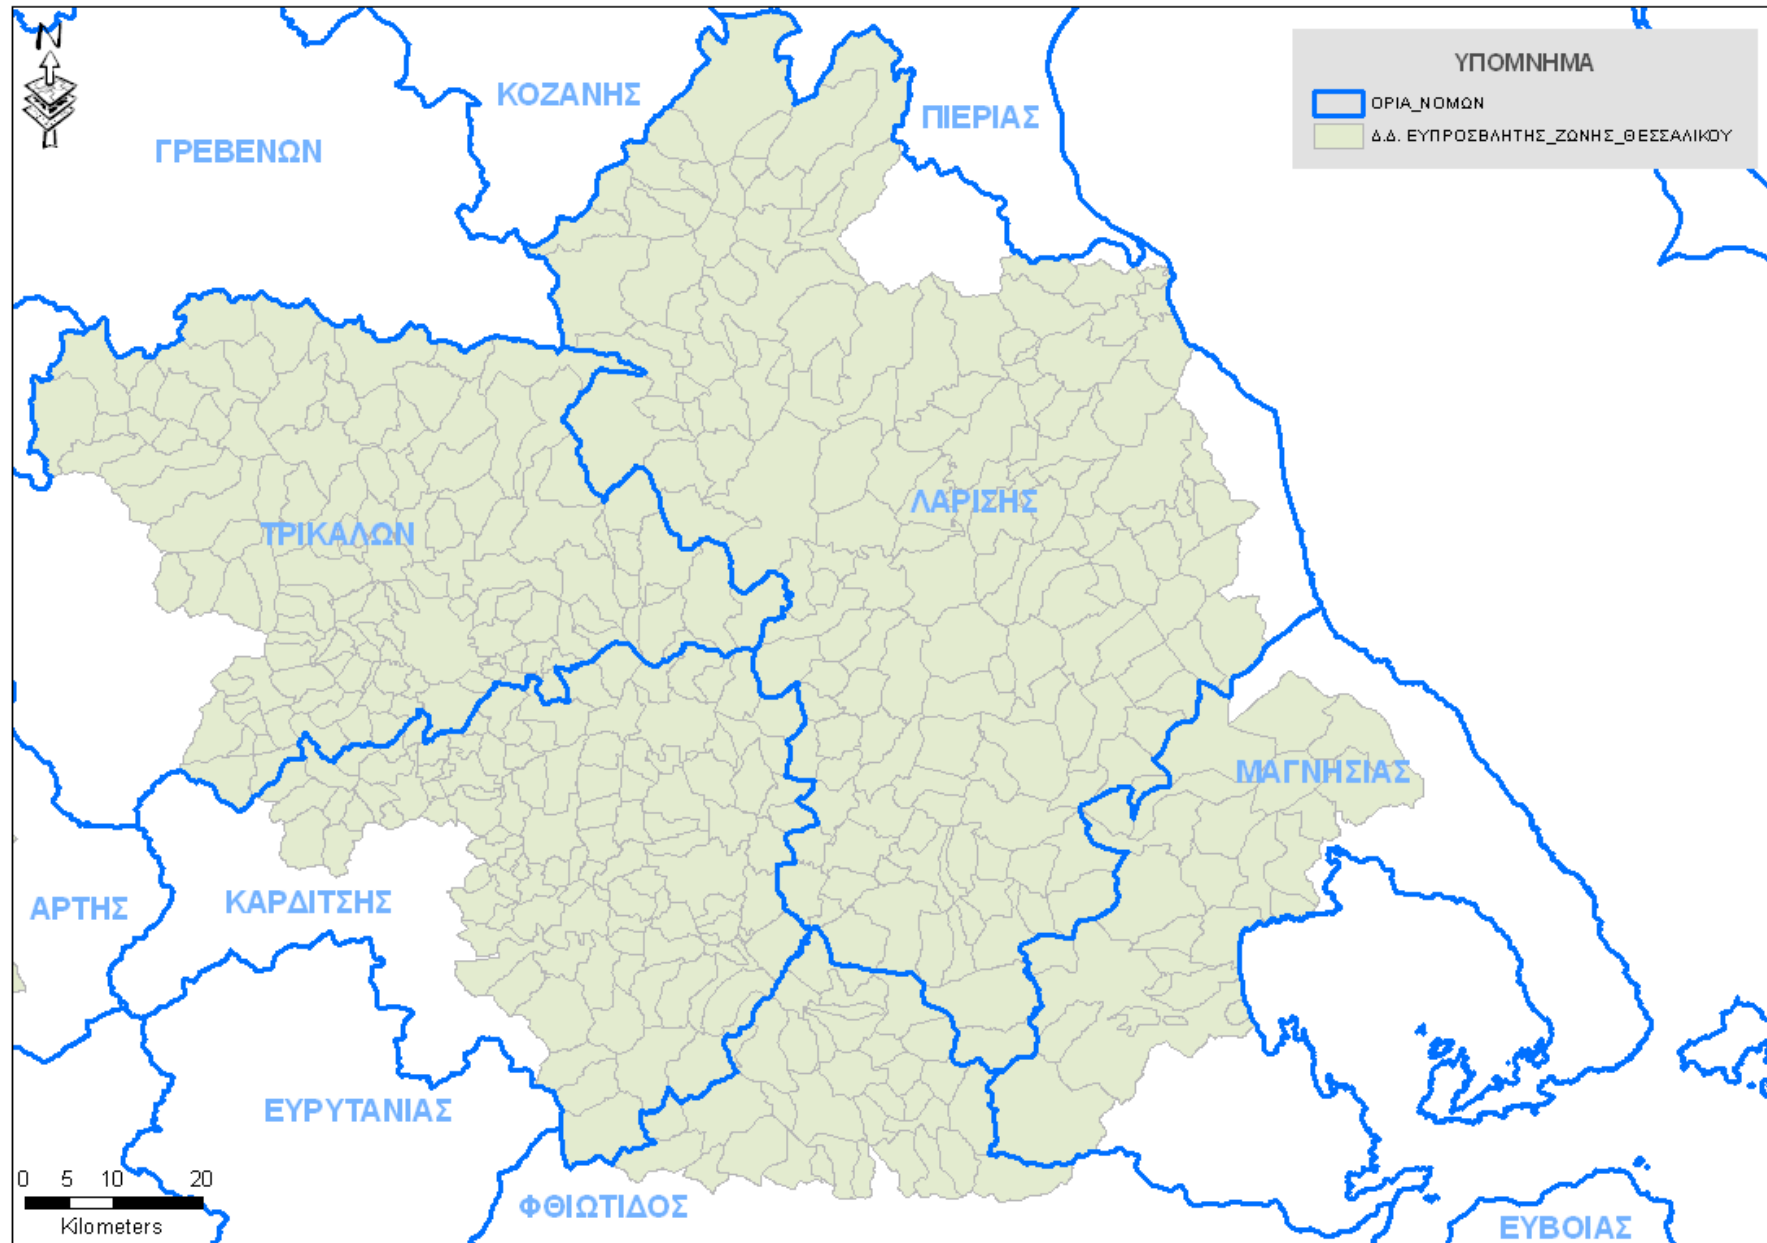 N
ΥΠΟΜΝΗΜΑ
ΟΡΙΑ_ΝΟΜΩΝ
Δ.Δ. ΕΥΠΡΟΣΒΛΗΤΗΣ_ΖΩΝΗΣ_ΘΕΣΣΑΛΙΚΟΥ
ΚΟΖΑΝΗΣ
ΠΙΕΡΙΑΣ
ΓΡΕΒΕΝΩΝ
ΛΑΡΙΣΗΣ
ΤΡΙΚΑΛΩΝ
ΜΑΓΝΗΣΙΑΣ
ΑΡΤΗΣ
ΚΑΡΔΙΤΣΗΣ
ΕΥΡΥΤΑΝΙΑΣ
ΦΘΙΩΤΙΔΟΣ
ΕΥΒΟΙΑΣ
0 5 10 20
Kilometers